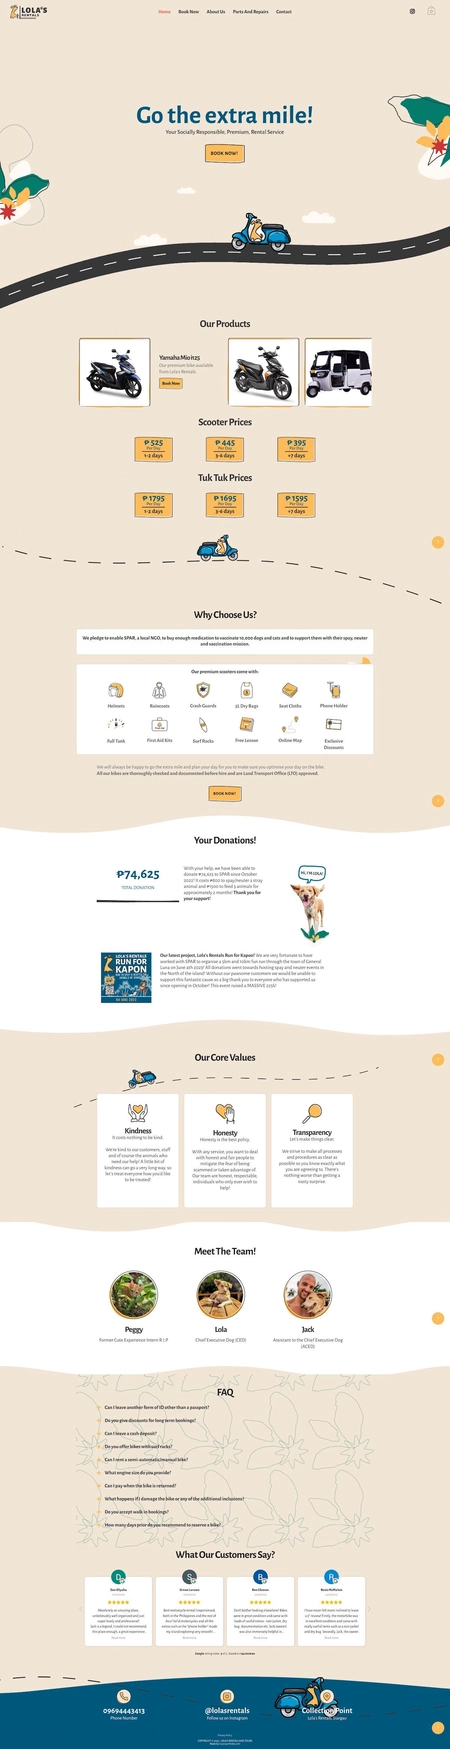 LOLA'S
RENTALS
Home
Book Now
About Us
Parts And Repairs
Contact
Go the extra mile!
Your Socially Responsible, Premium, Rental Service
BOOK NOW!
Our Products
Yamaha Mio i125
Our premium bike available
from Lola's Rentals.
Book Now
Scooter Prices
₱ 525
Per Day
1-2 days
₱ 445
Per Day
3-6 days
₱ 395
Per Day
+7 days
Tuk Tuk Prices
₱ 1795
Per Day
1-2 days
₱ 1695
Per Day
3-6 days
₱ 1595
Per Day
+7 days
Why Choose Us?
We pledge to enable SPAR, a local NGO, to buy enough medication to vaccinate 10,000 dogs and cats and to support them with their spay, neuter
and vaccination mission.
Our premium scooters come with:
Helmets
Raincoats
Crash Guards
2L Dry Bags
Seat Cloths
Phone Holder
Full Tank
First Aid Kits
Surf Racks
Free Lesson
Online Map
Exclusive
Discounts
We will always be happy to go the extra mile and plan your day for you to make sure you optimise your day on the bike.
All our bikes are thoroughly checked and documented before hire and are Land Transport Office (LTO) approved.
BOOK NOW!
Your Donations!
₱74,625
TOTAL DONATION
With your help, we have been able to
donate ₱74,625 to SPAR since October
2022! It costs ₱800 to spay/neuter a stray
animal and ₱1500 to feed 5 animals for
approximately 2 months! Thank you for
your support!
HI, I'M LOLA!
LOLA'S RENTALS
RUN FOR
KAPON
Our latest project, Lola's Rentals Run for Kapon! We are very fortunate to have
worked with SPAR to organise a 5km and 10km fun run through the town of General
Luna on June 4th 2023! All donations went towards hosting spay and neuter events in
the North of the island! Without our awesome customers we would be unable to
support this fantastic cause so a big thank you to everyone who has supported us
since opening in October! This event raised a MASSIVE 225k!
Our Core Values
Kindness
It costs nothing to be kind.
We're kind to our customers, staff
and of course the animals who
need our help! A little bit of
kindness can go a very long way, so
let's treat everyone how you'd like
to be treated!
Honesty
Honesty is the best policy.
With any service, you want to deal
with honest and fair people to
mitigate the fear of being
scammed or taken advantage of.
Our team are honest, respectable,
individuals who only ever wish to
help!
Transparency
Let's make things clear.
We strive to make all processes
and procedures as clear as
possible so you know exactly what
you are agreeing to. There's
nothing worse than getting a
nasty surprise.
Meet The Team!
Peggy
Former Cute Experience Intern R.I.P
Lola
Chief Executive Dog (CED)
Jack
Assistant to the Chief Executive Dog
(ACED)
FAQ
Can I leave another form of ID other than a passport?
Do you give discounts for long term bookings?
Can I leave a cash deposit?
Do you offer bikes with surf racks?
Can I rent a semi-automatic/manual bike?
What engine size do you provide?
Can I pay when the bike is returned?
What happens if I damage the bike or any of the additional inclusions?
Do you accept walk in bookings?
How many days prior do you recommend to reserve a bike?
What Our Customers Say?
09694443413
Phone Number
@lolasrentals
Follow us on Instagram
Collection Point
Lola's Rentals, Siargao
Privacy Policy